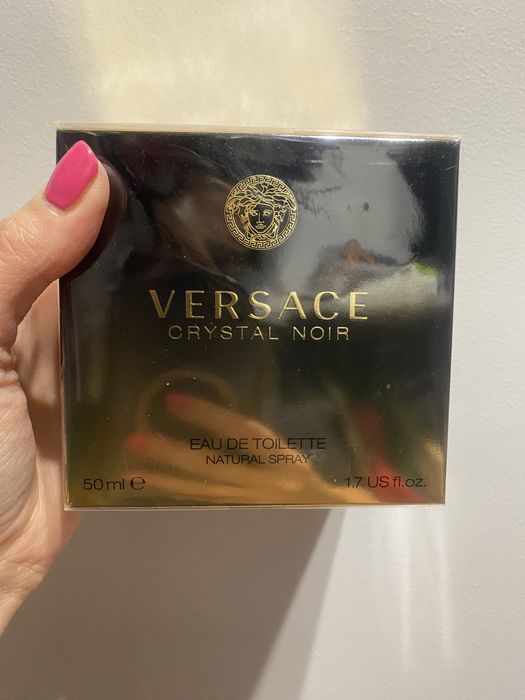 VERSACE
CRYSTAL NOIR
EAU DE TOILETTE
NATURAL SPRAY
50 ml ℮ 1.7 US fl.oz.